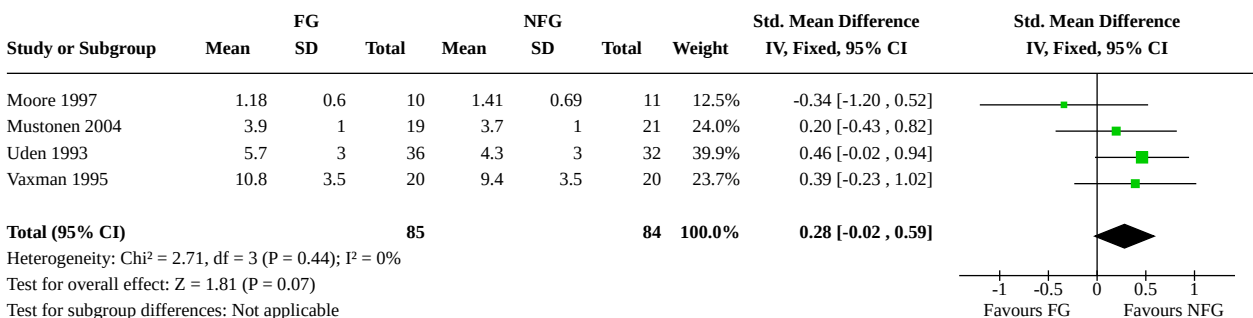 FG NFG Std. Mean Difference Std. Mean Difference
Study or Subgroup Mean SD Total Mean SD Total Weight IV, Fixed, 95% CI IV, Fixed, 95% CI
Moore 1997 1.18 0.6 10 1.41 0.69 11 12.5% -0.34 [-1.20 , 0.52]
Mustonen 2004 3.9 1 19 3.7 1 21 24.0% 0.20 [-0.43 , 0.82]
Uden 1993 5.7 3 36 4.3 3 32 39.9% 0.46 [-0.02 , 0.94]
Vaxman 1995 10.8 3.5 20 9.4 3.5 20 23.7% 0.39 [-0.23 , 1.02]
Total (95% CI) 85 84 100.0% 0.28 [-0.02 , 0.59]
Heterogeneity: Chi² = 2.71, df = 3 (P = 0.44); I² = 0%
Test for overall effect: Z = 1.81 (P = 0.07) -1 -0.5 0 0.5 1
Test for subgroup differences: Not applicable Favours FG Favours NFG